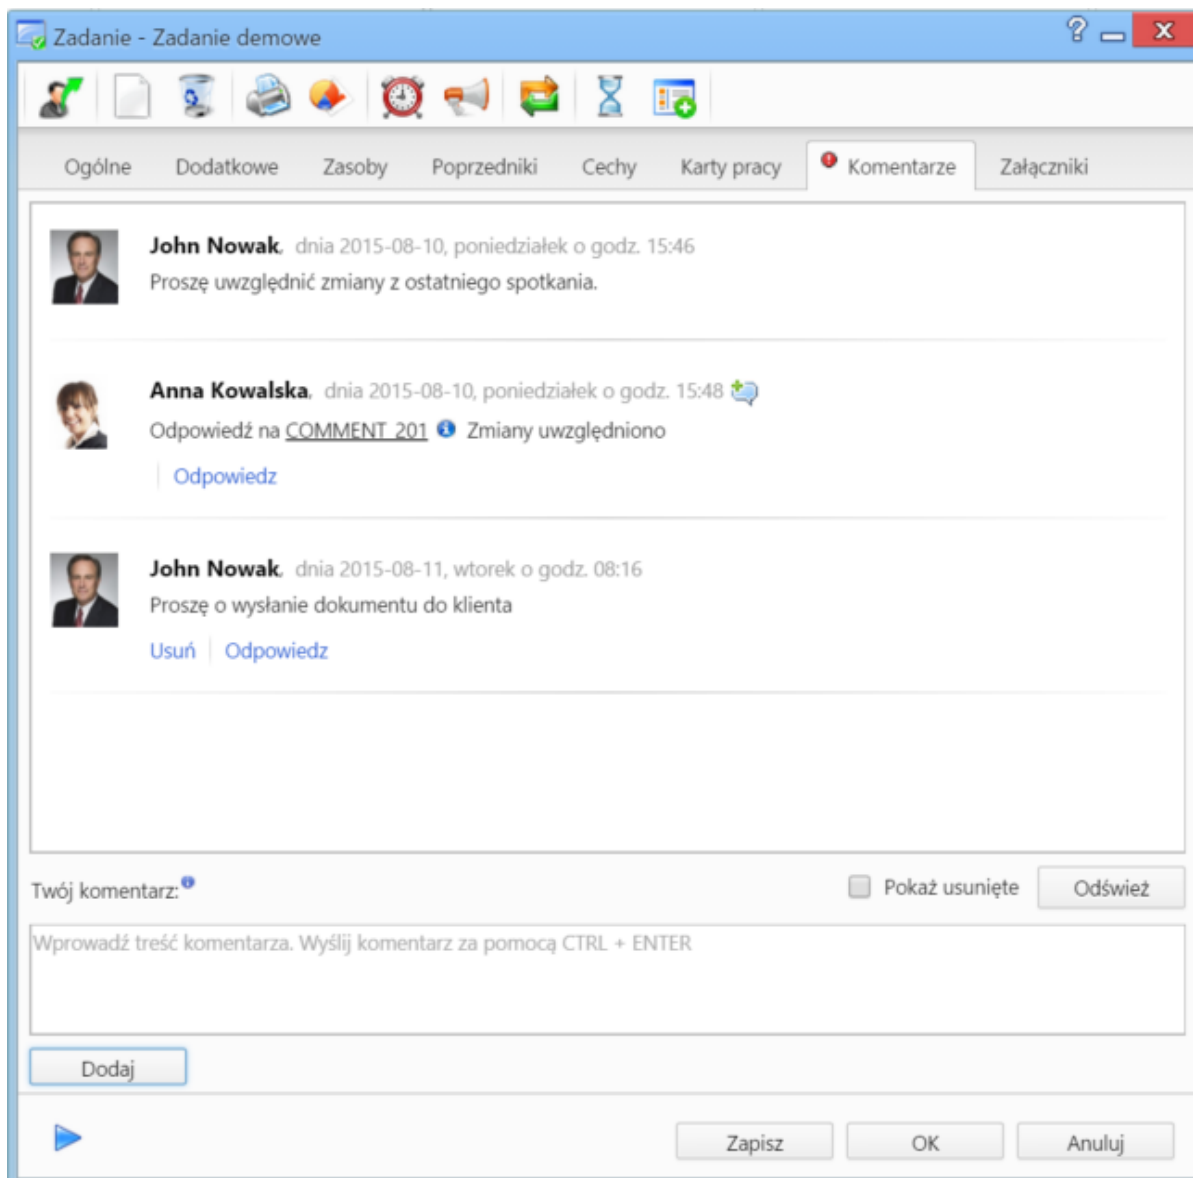 Zadanie - Zadanie demowe
Ogólne Dodatkowe Zasoby Poprzedniki Cechy Karty pracy Komentarze Załączniki
John Nowak, dnia 2015-08-10, poniedziałek o godz. 15:46
Proszę uwzględnić zmiany z ostatniego spotkania.
Anna Kowalska, dnia 2015-08-10, poniedziałek o godz. 15:48
Odpowiedź na COMMENT_201 Zmiany uwzględniono
Odpowiedz
John Nowak, dnia 2015-08-11, wtorek o godz. 08:16
Proszę o wysłanie dokumentu do klienta
Usuń Odpowiedz
Twój komentarz: Pokaż usunięte Odśwież
Wprowadź treść komentarza. Wyślij komentarz za pomocą CTRL + ENTER
Dodaj
Zapisz OK Anuluj